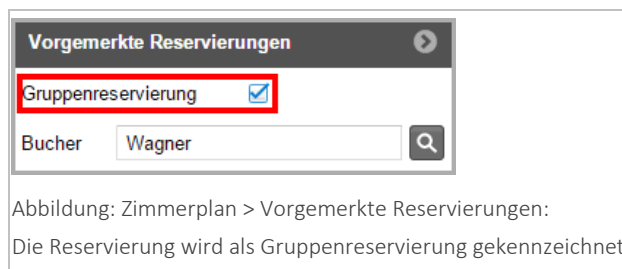 Vorgemerkte Reservierungen
Gruppenreservierung
Bucher Wagner
Abbildung: Zimmerplan > Vorgemerkte Reservierungen:
Die Reservierung wird als Gruppenreservierung gekennzeichnet